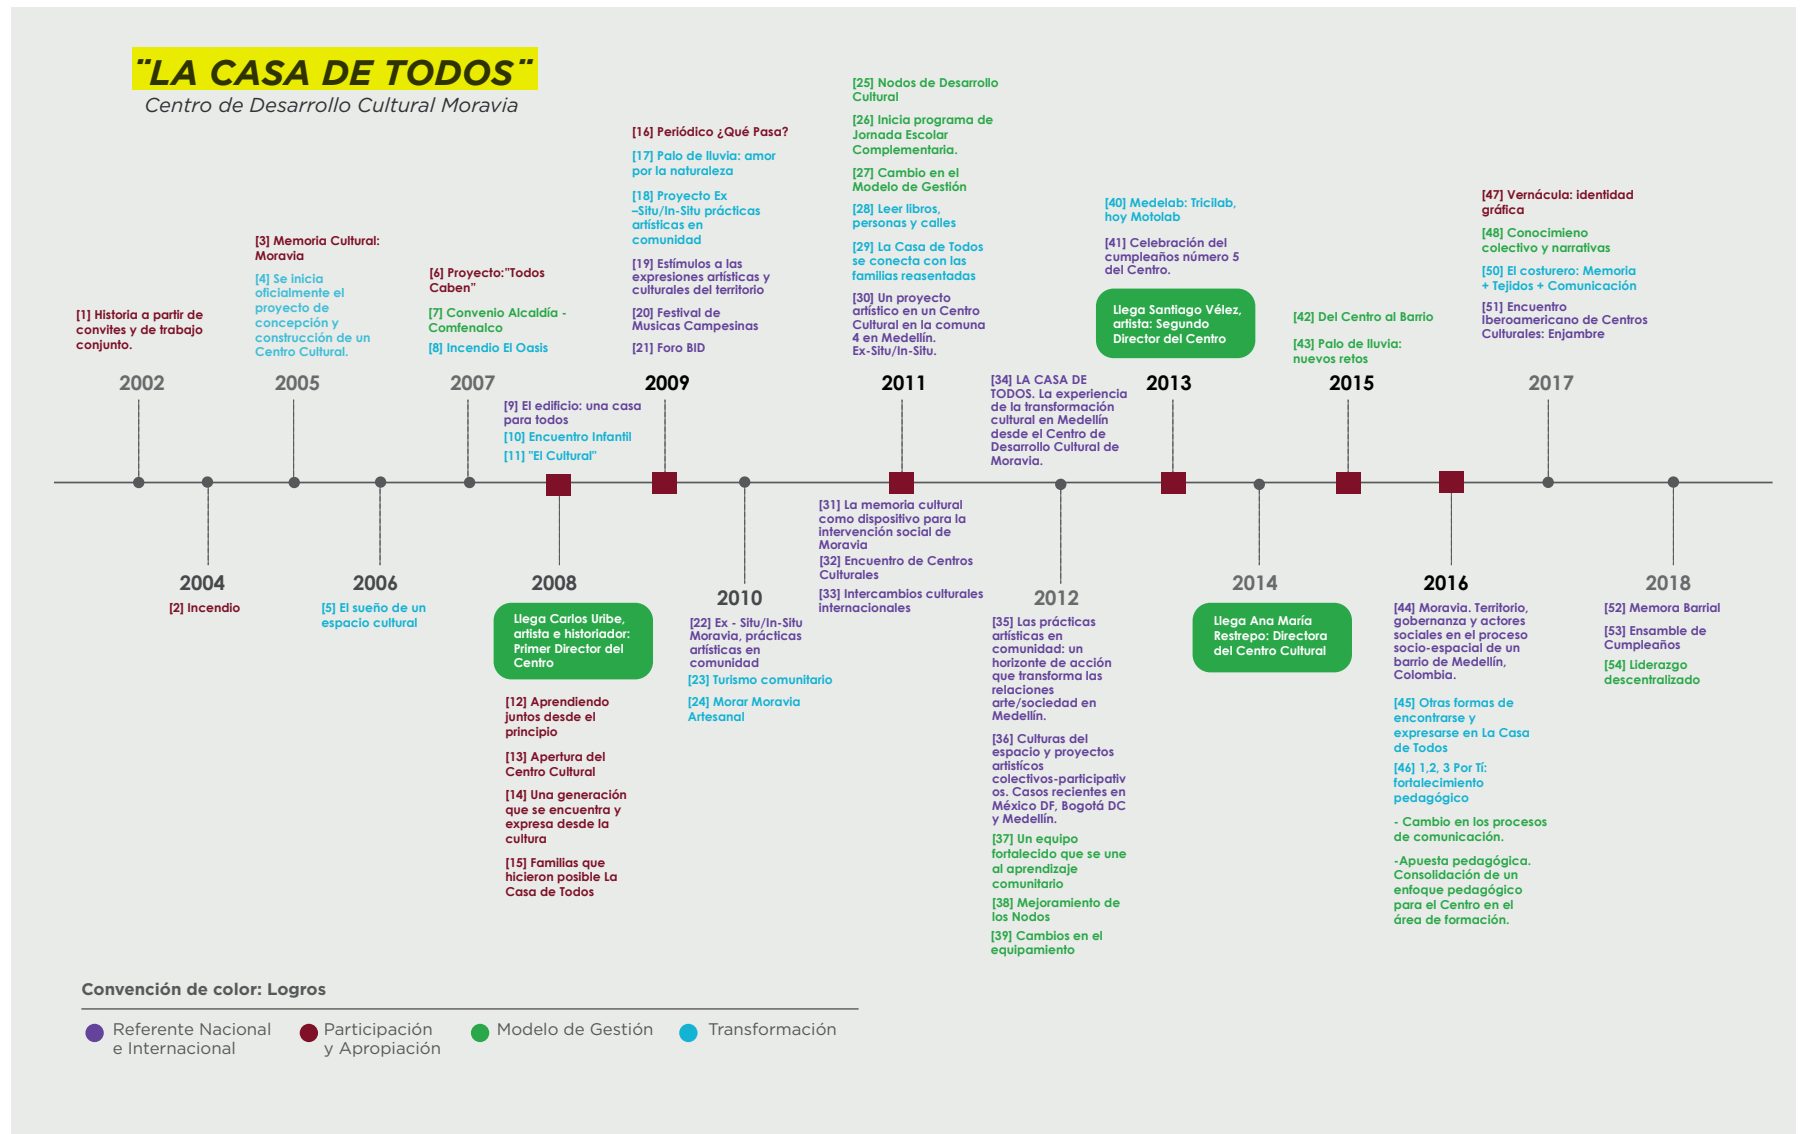 ¨LA CASA DE TODOS¨
Centro de Desarrollo Cultural Moravia
[1] Historia a partir de
convites y de trabajo
conjunto.
2002
[2] Incendio
2004
[3] Memoria Cultural:
Moravia
[4] Se inicia
oficialmente el
proyecto de
concepción y
construcción de un
Centro Cultural.
2005
2006
[5] El sueño de un
espacio cultural
[6] Proyecto:"Todos
Caben"
[7] Convenio Alcaldía -
Comfenalco
[8] Incendio El Oasis
2007
[9] El edificio: una casa
para todos
[10] Encuentro Infantil
[11] "El Cultural"
2008
Llega Carlos Uribe,
artista e historiador:
Primer Director del
Centro
[12] Aprendiendo
juntos desde el
principio
[13] Apertura del
Centro Cultural
[14] Una generación
que se encuentra y
expresa desde la
cultura
[15] Familias que
hicieron posible La
Casa de Todos
[16] Periódico ¿Qué Pasa?
[17] Palo de lluvia: amor
por la naturaleza
[18] Proyecto Ex
–Situ/In-Situ prácticas
artísticas en
comunidad
[19] Estímulos a las
expresiones artísticas y
culturales del territorio
[20] Festival de
Musicas Campesinas
[21] Foro BID
2009
2010
[22] Ex - Situ/In-Situ
Moravia, prácticas
artísticas en
comunidad
[23] Turismo comunitario
[24] Morar Moravia
Artesanal
[25] Nodos de Desarrollo
Cultural
[26] Inicia programa de
Jornada Escolar
Complementaria.
[27] Cambio en el
Modelo de Gestión
[28] Leer libros,
personas y calles
[29] La Casa de Todos
se conecta con las
familias reasentadas
[30] Un proyecto
artístico en un Centro
Cultural en la comuna
4 en Medellín.
Ex-Situ/In-Situ.
2011
[31] La memoria cultural
como dispositivo para la
intervención social de
Moravia
[32] Encuentro de Centros
Culturales
[33] Intercambios culturales
internacionales
[34] LA CASA DE
TODOS. La experiencia
de la transformación
cultural en Medellín
desde el Centro de
Desarrollo Cultural de
Moravia.
2012
[35] Las prácticas
artísticas en
comunidad: un
horizonte de acción
que transforma las
relaciones
arte/sociedad en
Medellín.
[36] Culturas del
espacio y proyectos
artistícos
colectivos-participativ
os. Casos recientes en
México DF, Bogotá DC
y Medellín.
[37] Un equipo
fortalecido que se une
al aprendizaje
comunitario
[38] Mejoramiento de
los Nodos
[39] Cambios en el
equipamiento
[40] Medelab: Tricilab,
hoy Motolab
[41] Celebración del
cumpleaños número 5
del Centro.
Llega Santiago Vélez,
artista: Segundo
Director del Centro
2013
2014
Llega Ana María
Restrepo: Directora
del Centro Cultural
[42] Del Centro al Barrio
[43] Palo de lluvia:
nuevos retos
2015
2016
[44] Moravia. Territorio,
gobernanza y actores
sociales en el proceso
socio-espacial de un
barrio de Medellín,
Colombia.
[45] Otras formas de
encontrarse y
expresarse en La Casa
de Todos
[46] 1,2, 3 Por Tí:
fortalecimiento
pedagógico
- Cambio en los procesos
de comunicación.
-Apuesta pedagógica.
Consolidación de un
enfoque pedagógico
para el Centro en el
área de formación.
[47] Vernácula: identidad
gráfica
[48] Conocimieno
colectivo y narrativas
[50] El costurero: Memoria
+ Tejidos + Comunicación
[51] Encuentro
Iberoamericano de Centros
Culturales: Enjambre
2017
2018
[52] Memora Barrial
[53] Ensamble de
Cumpleaños
[54] Liderazgo
descentralizado
Convención de color: Logros
Referente Nacional
e Internacional
Participación
y Apropiación
Modelo de Gestión
Transformación